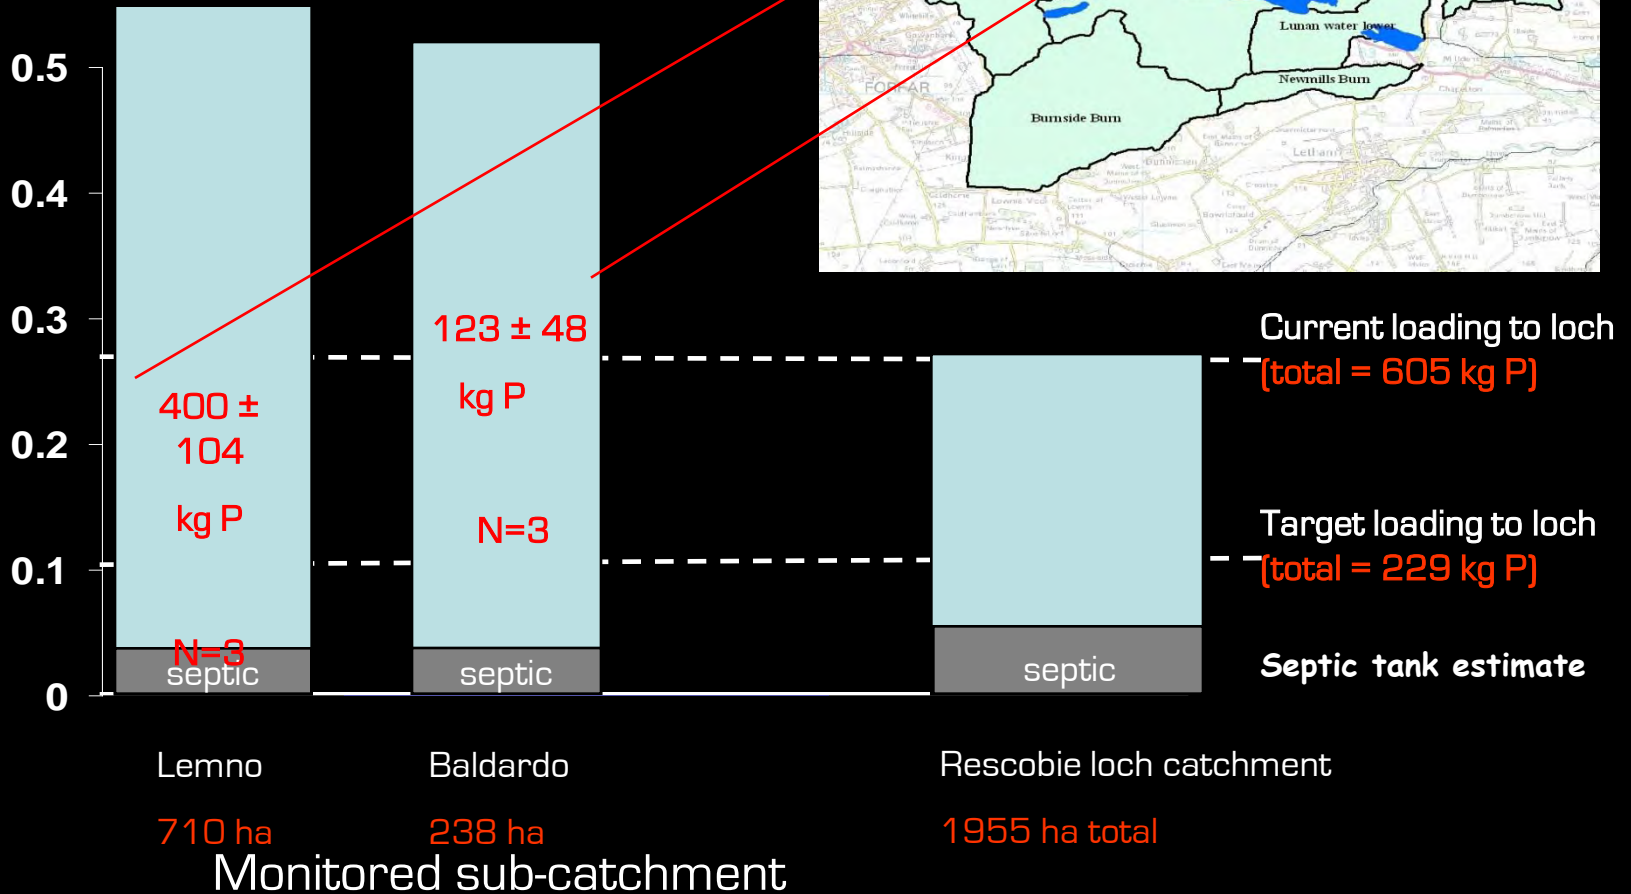 0.5
0.4
0.3
0.2
0.1
0
400 ±
104
kg P
N=3
septic
123 ± 48
kg P
N=3
septic
septic
Lunan water lower
Newmills Burn
Burnside Burn
FORFAR
Letham
Current loading to loch
(total = 605 kg P)
Target loading to loch
(total = 229 kg P)
Septic tank estimate
Lemno
Baldardo
Rescobie loch catchment
710 ha
238 ha
1955 ha total
Monitored sub-catchment